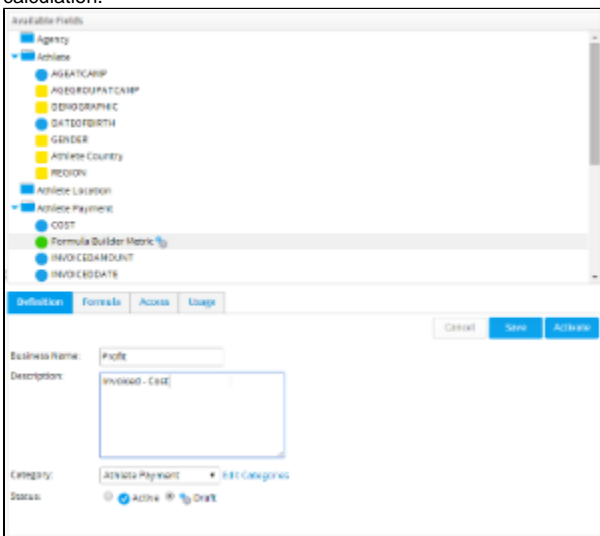 calculation.
Available Fields
Agency
Athlete
AGEATCAMP
AGEGROUPATCAMP
DEMOGRAPHIC
DATEOFBIRTH
GENDER
Athlete Country
REGION
Athlete Location
Athlete Payment
COST
Formula Builder Metric
INVOICEDAMOUNT
INVOICEDDATE
Definition Formula Access Usage
Cancel Save Activate
Business Name: Profit
Description: Invoiced - Cost
Category: Athlete Payment Edit Categories
Status: Active Draft